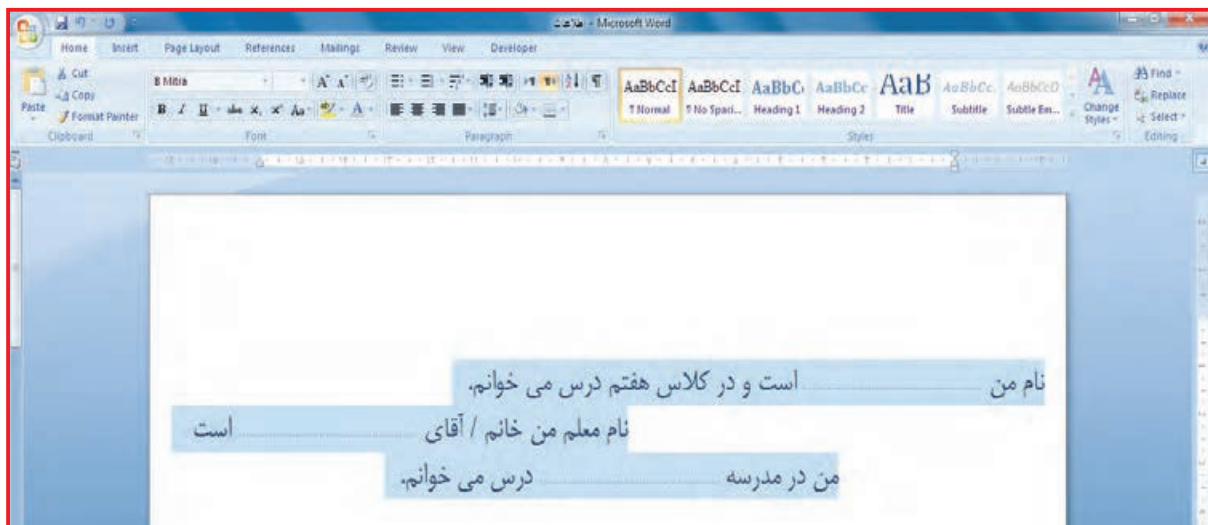 اطلاعات - Microsoft Word
Home Insert Page Layout References Mailings Review View Developer
Cut
Copy
Format Painter
Paste
Clipboard
B Mitra
Font
Paragraph
AaBbCcI AaBbCcI AaBbC AaBbCc AaB AaBbCc. AaBbCcD
¶ Normal ¶ No Spaci... Heading 1 Heading 2 Title Subtitle Subtle Em...
Change Styles
Styles
Find
Replace
Select
Editing
نام من .......................... است و در کلاس هفتم درس می خوانم.
نام معلم من خانم / آقای .......................... است
من در مدرسه .......................... درس می خوانم.